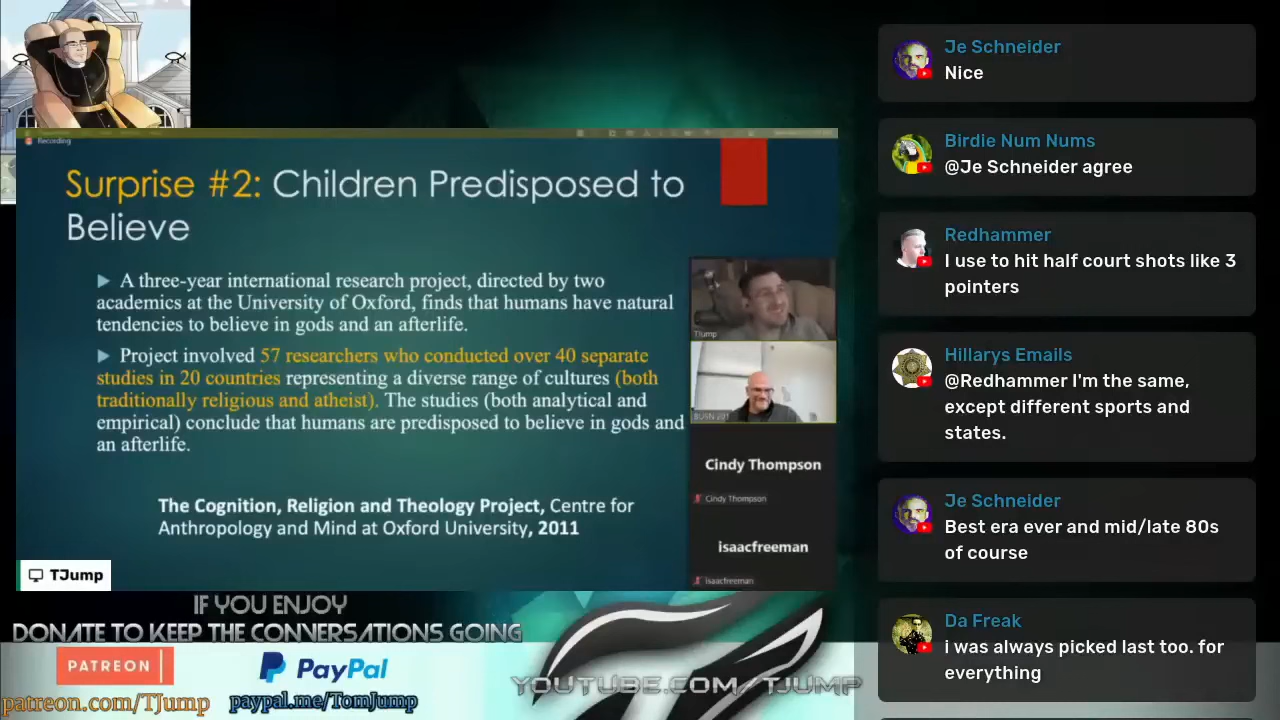 Recording
Surprise #2: Children Predisposed to
Believe
A three-year international research project, directed by two
academics at the University of Oxford, finds that humans have natural
tendencies to believe in gods and an afterlife.
Project involved 57 researchers who conducted over 40 separate
studies in 20 countries representing a diverse range of cultures (both
traditionally religious and atheist). The studies (both analytical and
empirical) conclude that humans are predisposed to believe in gods and
an afterlife.
The Cognition, Religion and Theology Project, Centre for
Anthropology and Mind at Oxford University, 2011
TJump
Cindy Thompson
Cindy Thompson
isaacfreeman
isaacfreeman
TJump
IF YOU ENJOY
DONATE TO KEEP THE CONVERSATIONS GOING
PATREON
patreon.com/TJump
PayPal
paypal.me/TomJump
YOUTUBE.COM/TJUMP
Je Schneider
Nice
Birdie Num Nums
@Je Schneider agree
Redhammer
I use to hit half court shots like 3
pointers
Hillarys Emails
@Redhammer I'm the same,
except different sports and
states.
Je Schneider
Best era ever and mid/late 80s
of course
Da Freak
i was always picked last too. for
everything